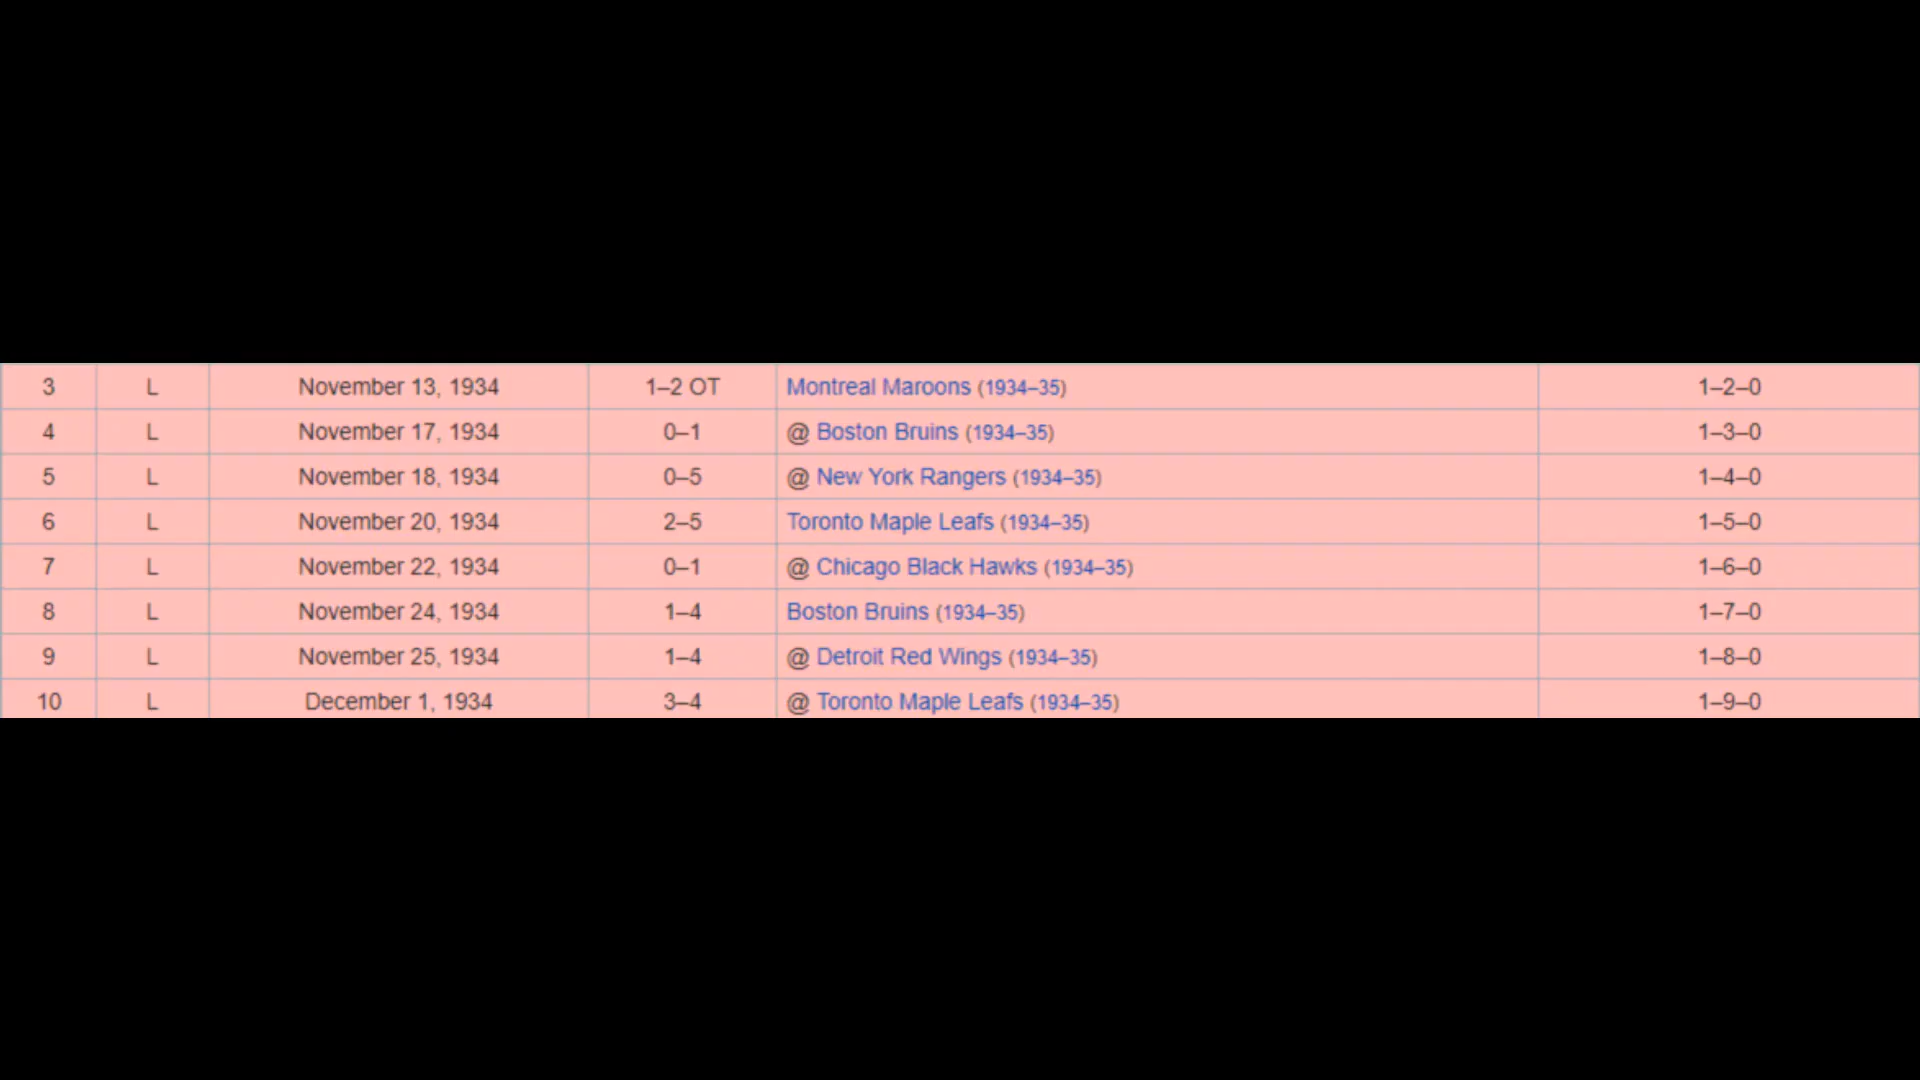 3 L November 13, 1934 1–2 OT Montreal Maroons (1934–35) 1–2–0
4 L November 17, 1934 0–1 @ Boston Bruins (1934–35) 1–3–0
5 L November 18, 1934 0–5 @ New York Rangers (1934–35) 1–4–0
6 L November 20, 1934 2–5 Toronto Maple Leafs (1934–35) 1–5–0
7 L November 22, 1934 0–1 @ Chicago Black Hawks (1934–35) 1–6–0
8 L November 24, 1934 1–4 Boston Bruins (1934–35) 1–7–0
9 L November 25, 1934 1–4 @ Detroit Red Wings (1934–35) 1–8–0
10 L December 1, 1934 3–4 @ Toronto Maple Leafs (1934–35) 1–9–0